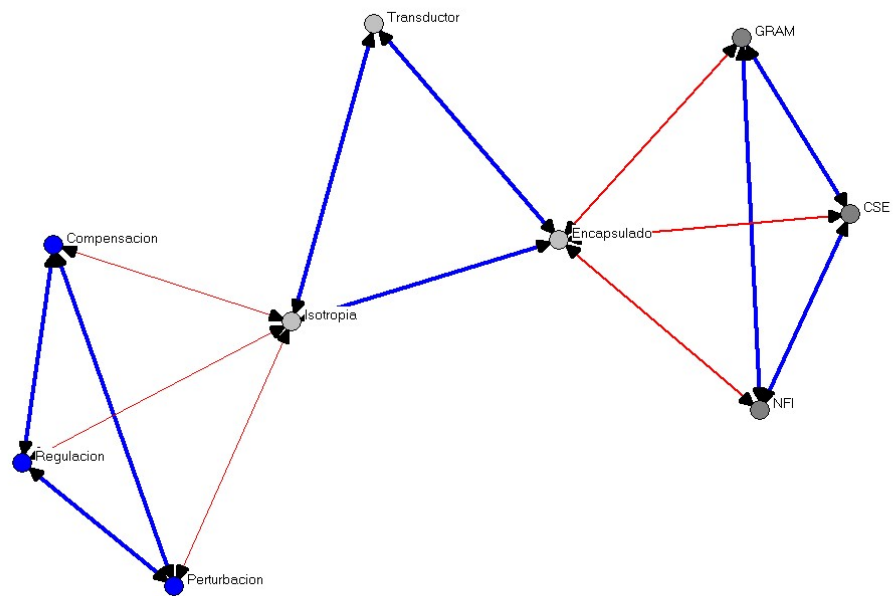 Transductor
GRAM
CSE
Encapsulado
Compensacion
Isotropia
NFI
Regulacion
Perturbacion